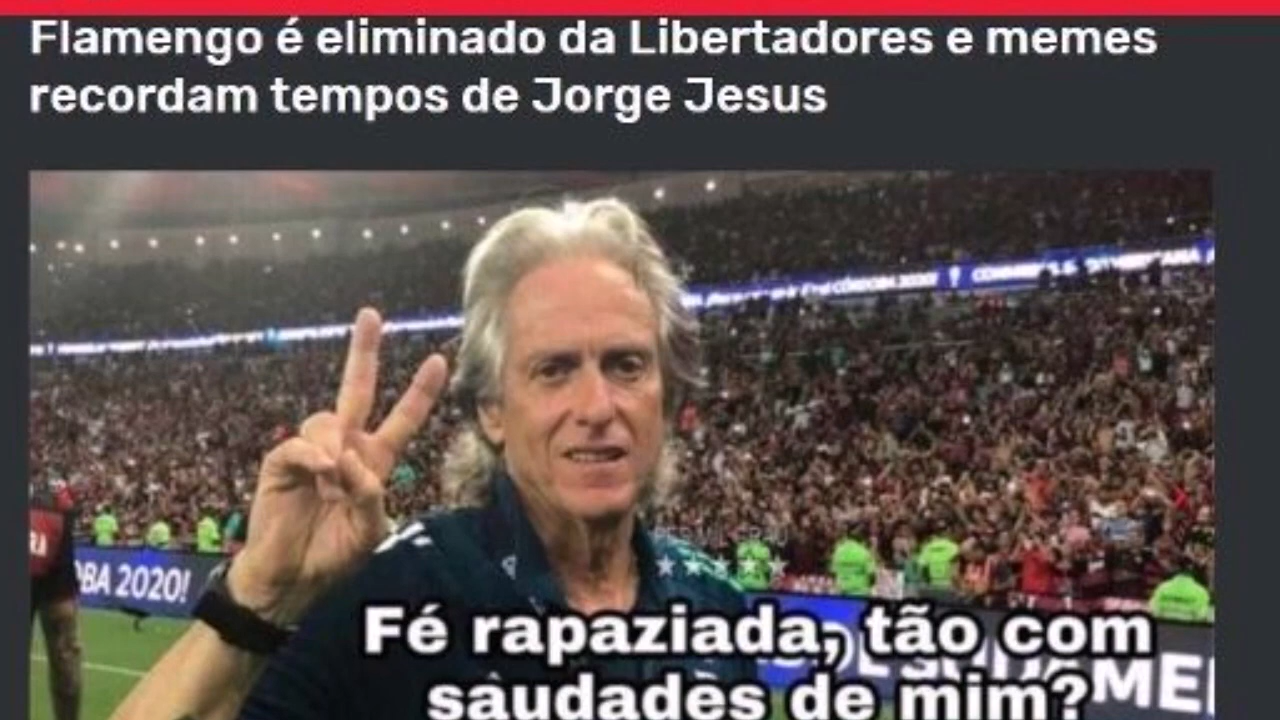 Flamengo é eliminado da Libertadores e memes
recordam tempos de Jorge Jesus
BA 2020!
Fé rapaziada, tão com
saudades de mim?